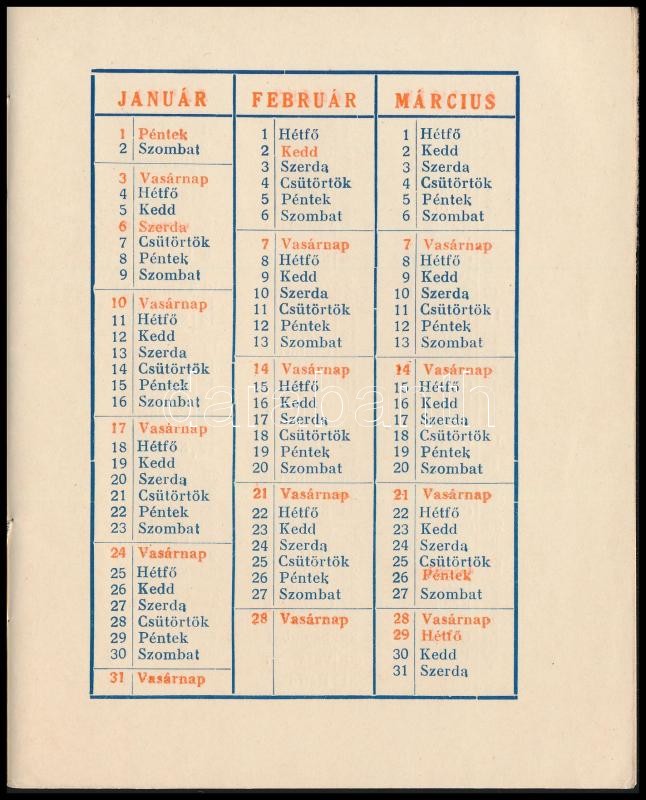 JANUÁR
1 Péntek
2 Szombat
3 Vasárnap
4 Hétfő
5 Kedd
6 Szerda
7 Csütörtök
8 Péntek
9 Szombat
10 Vasárnap
11 Hétfő
12 Kedd
13 Szerda
14 Csütörtök
15 Péntek
16 Szombat
17 Vasárnap
18 Hétfő
19 Kedd
20 Szerda
21 Csütörtök
22 Péntek
23 Szombat
24 Vasárnap
25 Hétfő
26 Kedd
27 Szerda
28 Csütörtök
29 Péntek
30 Szombat
31 Vasárnap
FEBRUÁR
1 Hétfő
2 Kedd
3 Szerda
4 Csütörtök
5 Péntek
6 Szombat
7 Vasárnap
8 Hétfő
9 Kedd
10 Szerda
11 Csütörtök
12 Péntek
13 Szombat
14 Vasárnap
15 Hétfő
16 Kedd
17 Szerda
18 Csütörtök
19 Péntek
20 Szombat
21 Vasárnap
22 Hétfő
23 Kedd
24 Szerda
25 Csütörtök
26 Péntek
27 Szombat
28 Vasárnap
MÁRCIUS
1 Hétfő
2 Kedd
3 Szerda
4 Csütörtök
5 Péntek
6 Szombat
7 Vasárnap
8 Hétfő
9 Kedd
10 Szerda
11 Csütörtök
12 Péntek
13 Szombat
14 Vasárnap
15 Hétfő
16 Kedd
17 Szerda
18 Csütörtök
19 Péntek
20 Szombat
21 Vasárnap
22 Hétfő
23 Kedd
24 Szerda
25 Csütörtök
26 Péntek
27 Szombat
28 Vasárnap
29 Hétfő
30 Kedd
31 Szerda
darabanth